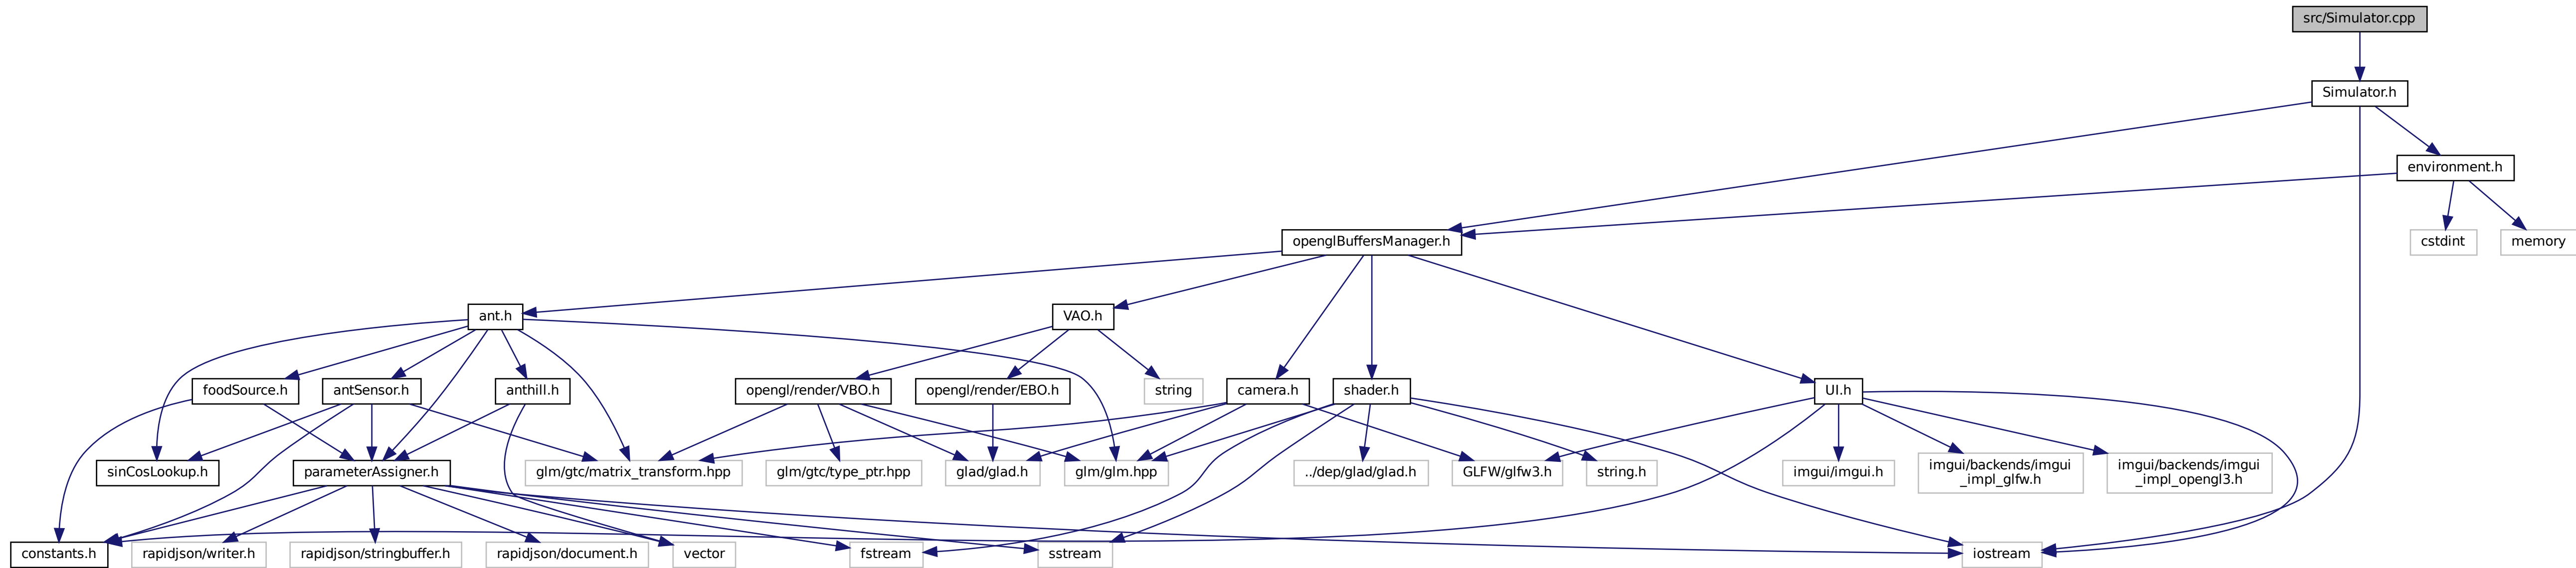 src/Simulator.cpp
Simulator.h
environment.h
openglBuffersManager.h
cstdint
memory
ant.h
VAO.h
foodSource.h
antSensor.h
anthill.h
opengl/render/VBO.h
opengl/render/EBO.h
string
camera.h
shader.h
UI.h
sinCosLookup.h
parameterAssigner.h
glm/gtc/matrix_transform.hpp
glm/gtc/type_ptr.hpp
glad/glad.h
glm/glm.hpp
../dep/glad/glad.h
GLFW/glfw3.h
string.h
imgui/imgui.h
imgui/backends/imgui
_impl_glfw.h
imgui/backends/imgui
_impl_opengl3.h
constants.h
rapidjson/writer.h
rapidjson/stringbuffer.h
rapidjson/document.h
vector
fstream
sstream
iostream